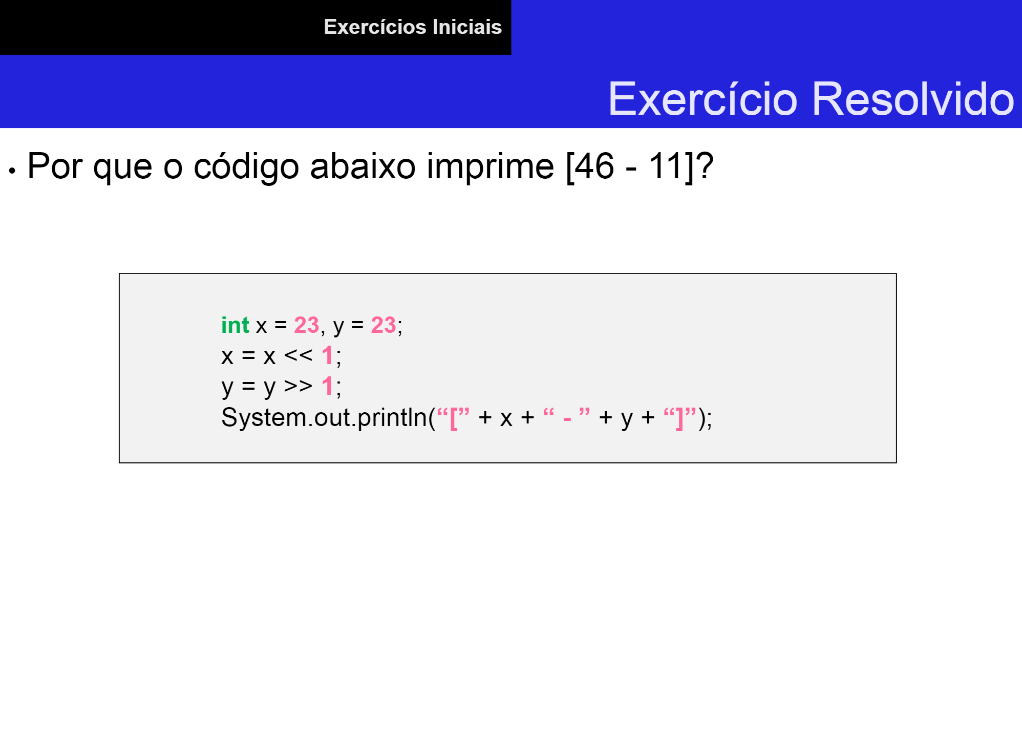 Exercícios Iniciais
Exercício Resolvido
• Por que o código abaixo imprime [46 - 11]?
int x = 23, y = 23;
x = x << 1;
y = y >> 1;
System.out.println(“[” + x + “ - ” + y + “]”);